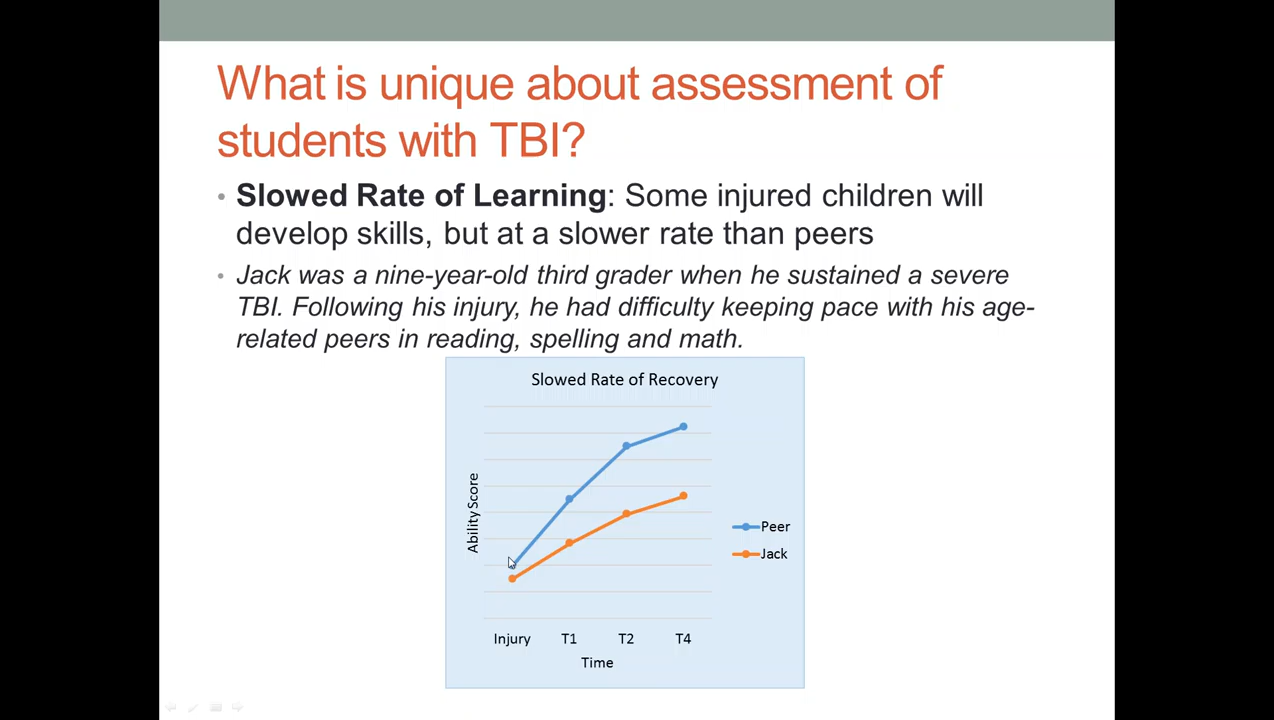 What is unique about assessment of
students with TBI?
• Slowed Rate of Learning: Some injured children will
develop skills, but at a slower rate than peers
• Jack was a nine-year-old third grader when he sustained a severe
TBI. Following his injury, he had difficulty keeping pace with his age-
related peers in reading, spelling and math.
Slowed Rate of Recovery
Ability Score
Peer
Jack
Injury T1 T2 T4
Time